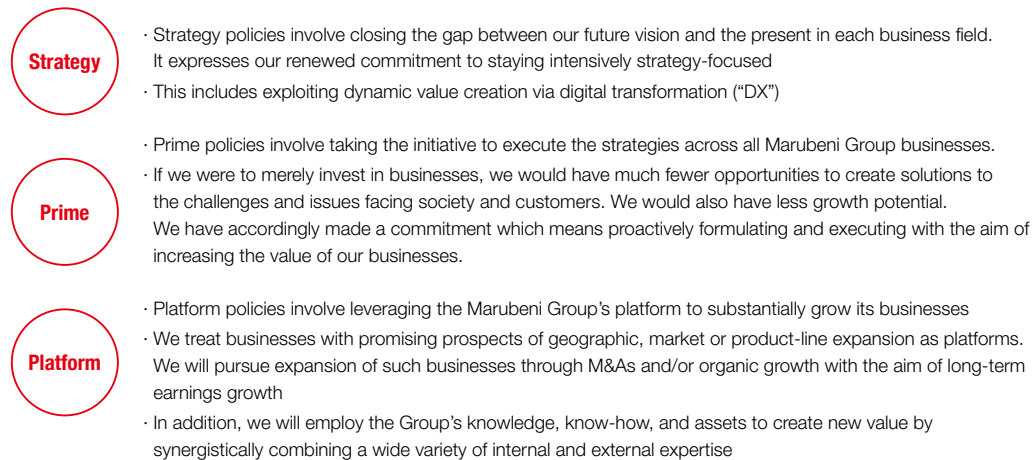 Strategy
· Strategy policies involve closing the gap between our future vision and the present in each business field.
It expresses our renewed commitment to staying intensively strategy-focused
· This includes exploiting dynamic value creation via digital transformation (“DX”)
Prime
· Prime policies involve taking the initiative to execute the strategies across all Marubeni Group businesses.
· If we were to merely invest in businesses, we would have much fewer opportunities to create solutions to
the challenges and issues facing society and customers. We would also have less growth potential.
We have accordingly made a commitment which means proactively formulating and executing with the aim of
increasing the value of our businesses.
Platform
· Platform policies involve leveraging the Marubeni Group’s platform to substantially grow its businesses
· We treat businesses with promising prospects of geographic, market or product-line expansion as platforms.
We will pursue expansion of such businesses through M&As and/or organic growth with the aim of long-term
earnings growth
· In addition, we will employ the Group’s knowledge, know-how, and assets to create new value by
synergistically combining a wide variety of internal and external expertise